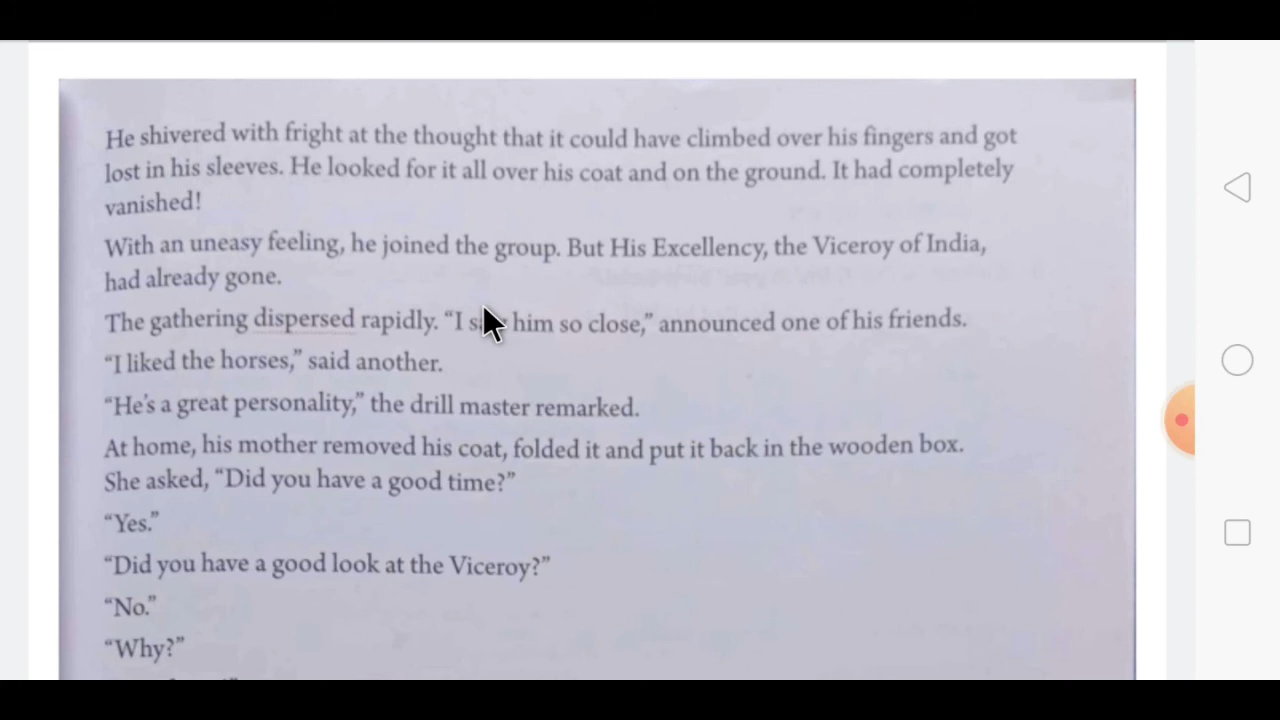 He shivered with fright at the thought that it could have climbed over his fingers and got
lost in his sleeves. He looked for it all over his coat and on the ground. It had completely
vanished!
With an uneasy feeling, he joined the group. But His Excellency, the Viceroy of India,
had already gone.
The gathering dispersed rapidly. “I him so close,” announced one of his friends.
“I liked the horses,” said another.
“He’s a great personality,” the drill master remarked.
At home, his mother removed his coat, folded it and put it back in the wooden box.
She asked, “Did you have a good time?”
“Yes.”
“Did you have a good look at the Viceroy?”
“No.”
“Why?”